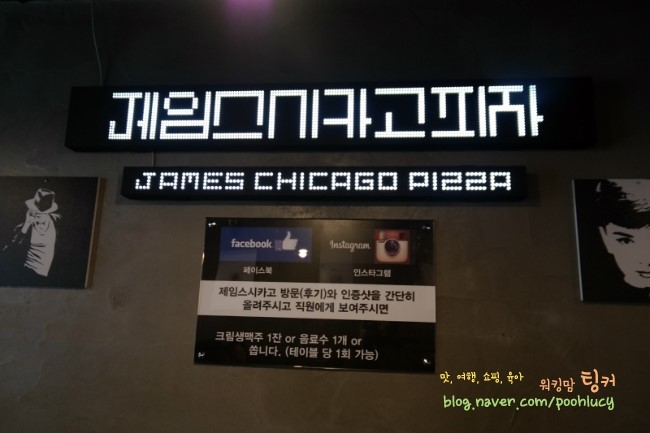 제임스시카고피자
JAMES CHICAGO PIZZA
facebook Instagram
페이스북 인스타그램
제임스시카고 방문(후기)와 인증샷을 간단히
올려주시고 직원에게 보여주시면
크림생맥주 1잔 or 음료수 1개 or
쏩니다. (테이블 당 1회 가능)
맛, 여행, 쇼핑, 육아 워킹맘 팅커
blog.naver.com/poohlucy